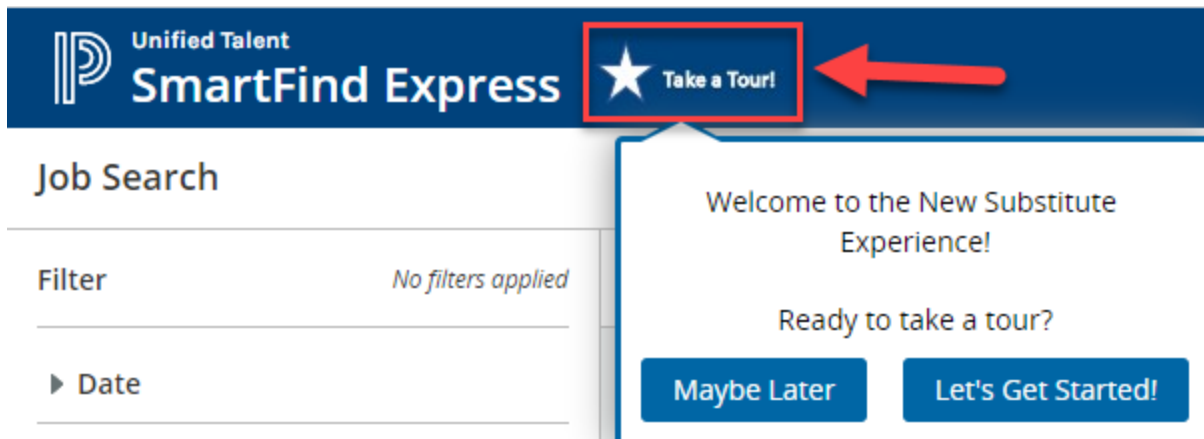 Unified Talent
SmartFind Express
Take a Tour!
Job Search
Welcome to the New Substitute
Experience!
Filter
No filters applied
Ready to take a tour?
Date
Maybe Later
Let's Get Started!